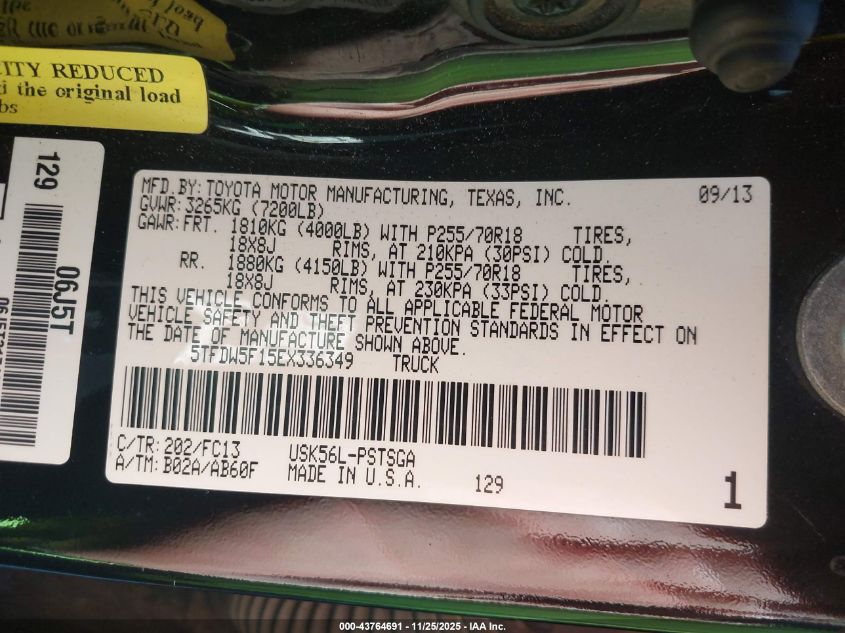 CITY REDUCED
the original load
bs
129
06J5T
MFD.BY:TOYOTA MOTOR MANUFACTURING, TEXAS, INC. 09/13
GVWR:3265KG (7200LB)
GAWR:FRT. 1810KG (4000LB) WITH P255/70R18 TIRES,
18X8J RIMS, AT 210KPA (30PSI) COLD.
RR. 1880KG (4150LB) WITH P255/70R18 TIRES,
18X8J RIMS, AT 230KPA (33PSI) COLD.
THIS VEHICLE CONFORMS TO ALL APPLICABLE FEDERAL MOTOR
VEHICLE SAFETY AND THEFT PREVENTION STANDARDS IN EFFECT ON
THE DATE OF MANUFACTURE SHOWN ABOVE.
5TFDW5F15EX336349 TRUCK
C/TR:202/FC13 USK56L-PSTSGA
A/TM:B02A/AB60F MADE IN U.S.A. 129
1
000-43764691 - 11/25/2025 - IAA Inc.